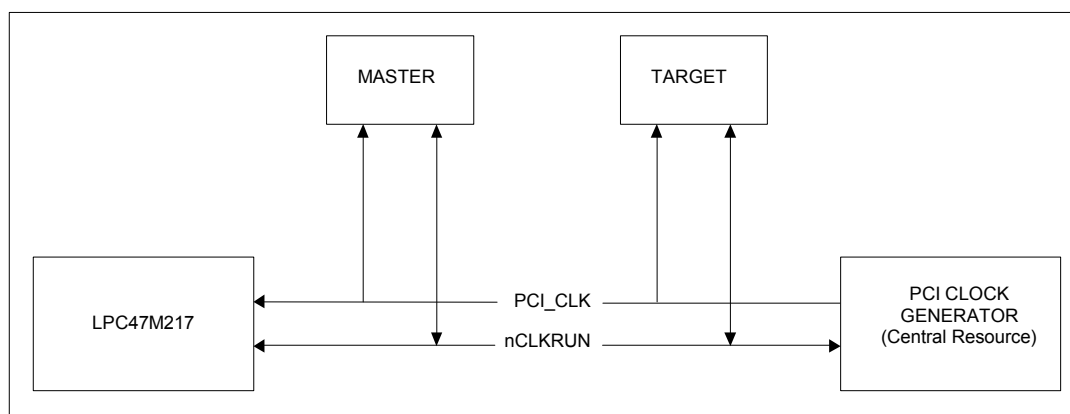 MASTER
TARGET
LPC47M217
PCI_CLK
nCLKRUN
PCI CLOCK
GENERATOR
(Central Resource)